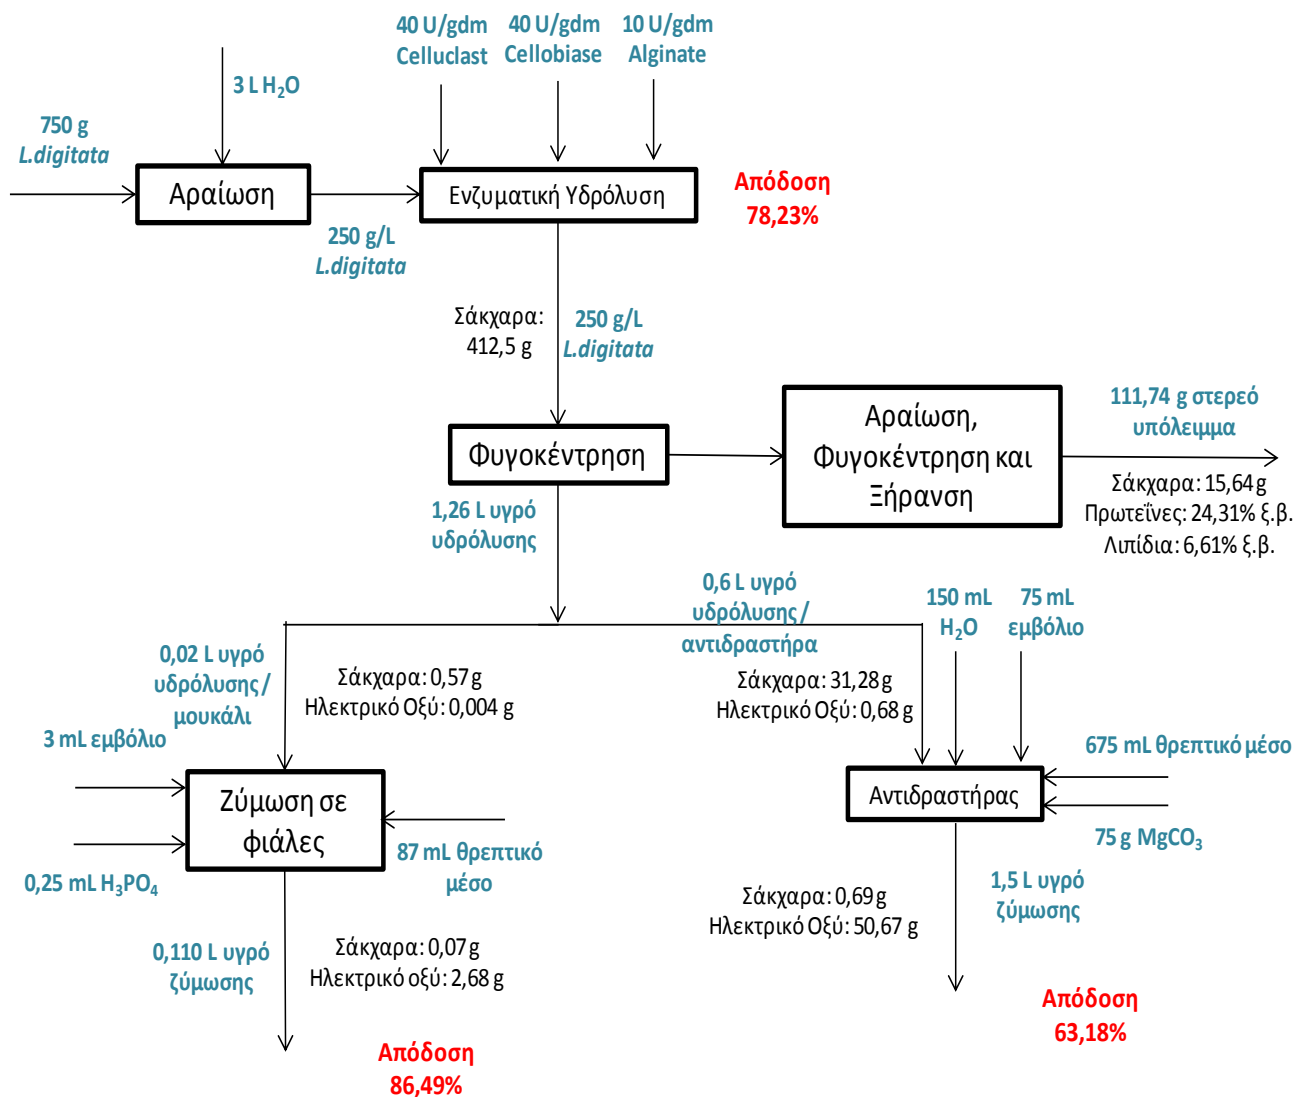 40 U/gdm
Celluclast
40 U/gdm
Cellobiase
10 U/gdm
Alginate
3 L H₂O
750 g
L.digitata
Αραίωση
Ενζυματική Υδρόλυση
Απόδοση
78,23%
250 g/L
L.digitata
Σάκχαρα:
412,5 g
250 g/L
L.digitata
Φυγοκέντρηση
Αραίωση,
Φυγοκέντρηση και
Ξήρανση
111,74 g στερεό
υπόλειμμα
Σάκχαρα: 15,64 g
Πρωτεΐνες: 24,31% ξ.β.
Λιπίδια: 6,61% ξ.β.
1,26 L υγρό
υδρόλυσης
0,6 L υγρό
υδρόλυσης /
αντιδραστήρα
150 mL
H₂O
75 mL
εμβόλιο
0,02 L υγρό
υδρόλυσης /
μουκάλι
Σάκχαρα: 0,57 g
Ηλεκτρικό Οξύ: 0,004 g
Σάκχαρα: 31,28 g
Ηλεκτρικό Οξύ: 0,68 g
3 mL εμβόλιο
675 mL θρεπτικό μέσο
Ζύμωση σε
φιάλες
Αντιδραστήρας
0,25 mL H₃PO₄
87 mL θρεπτικό
μέσο
75 g MgCO₃
Σάκχαρα: 0,69 g
Ηλεκτρικό Οξύ: 50,67 g
1,5 L υγρό
ζύμωσης
0,110 L υγρό
ζύμωσης
Σάκχαρα: 0,07 g
Ηλεκτρικό οξύ: 2,68 g
Απόδοση
63,18%
Απόδοση
86,49%